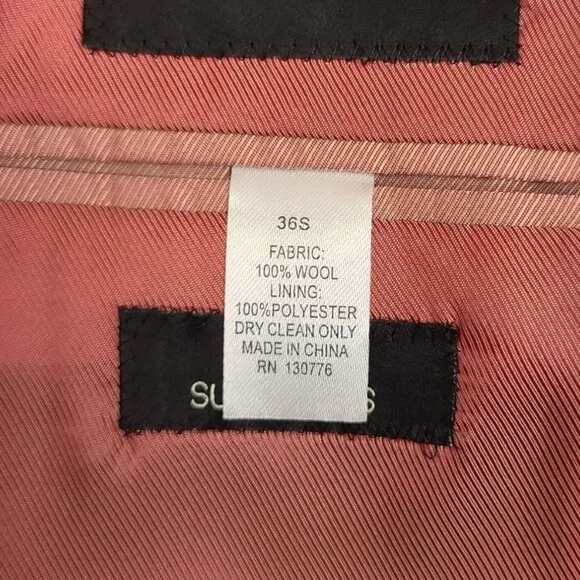 36S
FABRIC:
100% WOOL
LINING:
100%POLYESTER
DRY CLEAN ONLY
MADE IN CHINA
RN 130776